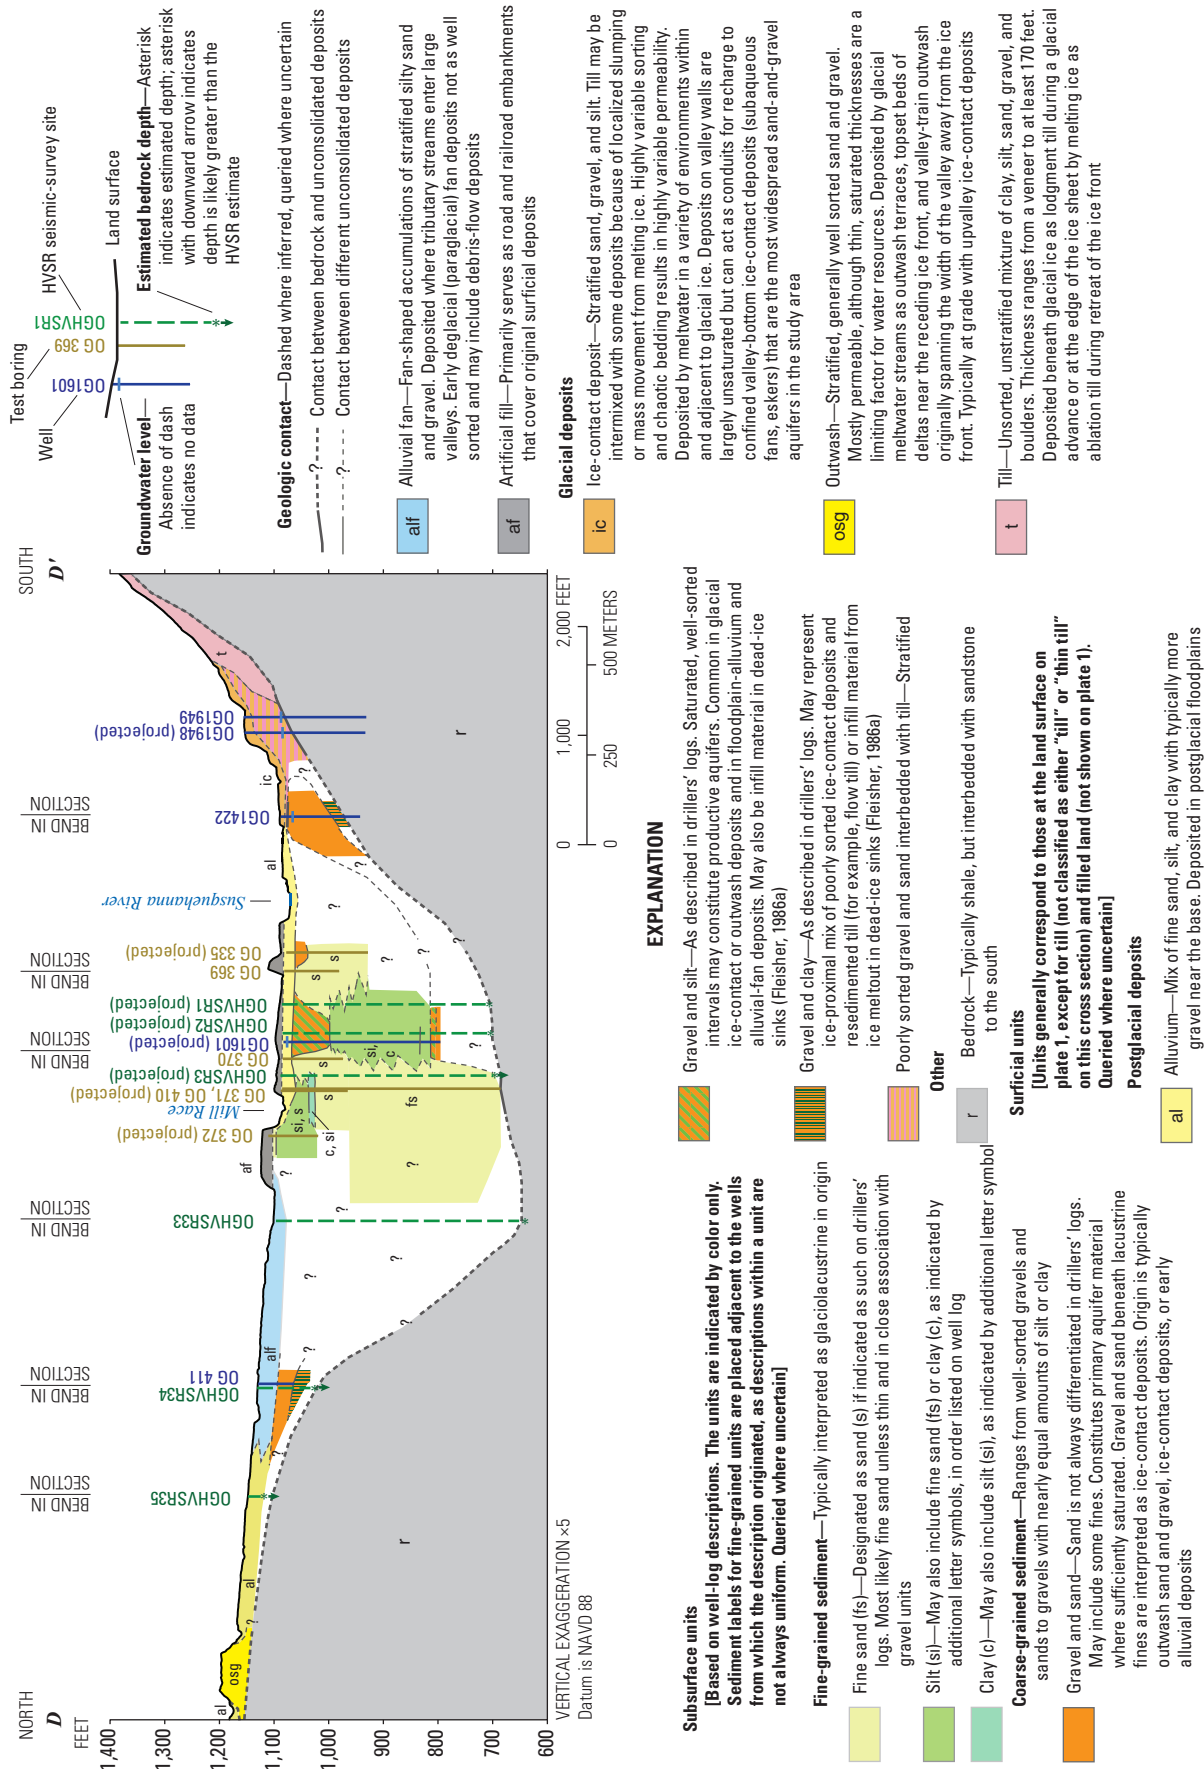 NORTH
D
FEET
1,400
1,300
1,200
1,100
1,000
900
800
700
600
VERTICAL EXAGGERATION ×5
Datum is NAVD 88
SOUTH
D'
BEND IN
SECTION
BEND IN
SECTION
BEND IN
SECTION
BEND IN
SECTION
BEND IN
SECTION
BEND IN
SECTION
OGHVSR35
OGHVSR34
OG 411
OGHVSR33
OG 372 (projected)
Mill Race
OG 371, OG 410 (projected)
OGHVSR3 (projected)
OG 370
OG1601 (projected)
OGHVSR2 (projected)
OGHVSR1 (projected)
OG 369
OG 335 (projected)
Susquehanna River
OG1422
OG1948 (projected)
OG1949
al
osg
?
al
alf
?
?
?
?
?
?
af
?
?
?
si, s
c, si
s
fs
s
si,
c
s
s
?
?
?
?
?
al
?
ic
?
t
r
r
0
1,000
2,000 FEET
0
250
500 METERS
Test boring
Well
HVSR seismic-survey site
OG1601
OG 369
OGHVSR1
Land surface
Groundwater level—
Absence of dash
indicates no data
Estimated bedrock depth—Asterisk
indicates estimated depth; asterisk
with downward arrow indicates
depth is likely greater than the
HVSR estimate
Geologic contact—Dashed where inferred, queried where uncertain
? Contact between bedrock and unconsolidated deposits
? Contact between different unconsolidated deposits
alf
Alluvial fan—Fan-shaped accumulations of stratified silty sand
and gravel. Deposited where tributary streams enter large
valleys. Early deglacial (paraglacial) fan deposits not as well
sorted and may include debris-flow deposits
af
Artificial fill—Primarily serves as road and railroad embankments
that cover original surficial deposits
Glacial deposits
ic
Ice-contact deposit—Stratified sand, gravel, and silt. Till may be
intermixed with some deposits because of localized slumping
or mass movement from melting ice. Highly variable sorting
and chaotic bedding results in highly variable permeability.
Deposited by meltwater in a variety of environments within
and adjacent to glacial ice. Deposits on valley walls are
largely unsaturated but can act as conduits for recharge to
confined valley-bottom ice-contact deposits (subaqueous
fans, eskers) that are the most widespread sand-and-gravel
aquifers in the study area
osg
Outwash—Stratified, generally well sorted sand and gravel.
Mostly permeable, although thin, saturated thicknesses are a
limiting factor for water resources. Deposited by glacial
meltwater streams as outwash terraces, topset beds of
deltas near the receding ice front, and valley-train outwash
originally spanning the width of the valley away from the ice
front. Typically at grade with upvalley ice-contact deposits
t
Till—Unsorted, unstratified mixture of clay, silt, sand, gravel, and
boulders. Thickness ranges from a veneer to at least 170 feet.
Deposited beneath glacial ice as lodgment till during a glacial
advance or at the edge of the ice sheet by melting ice as
ablation till during retreat of the ice front
EXPLANATION
Subsurface units
[Based on well-log descriptions. The units are indicated by color only.
Sediment labels for fine-grained units are placed adjacent to the wells
from which the description originated, as descriptions within a unit are
not always uniform. Queried where uncertain]
Fine-grained sediment—Typically interpreted as glaciolacustrine in origin
Fine sand (fs)—Designated as sand (s) if indicated as such on drillers'
logs. Most likely fine sand unless thin and in close association with
gravel units
Silt (si)—May also include fine sand (fs) or clay (c), as indicated by
additional letter symbols, in order listed on well log
Clay (c)—May also include silt (si), as indicated by additional letter symbol
Coarse-grained sediment—Ranges from well-sorted gravels and
sands to gravels with nearly equal amounts of silt or clay
Gravel and sand—Sand is not always differentiated in drillers' logs.
May include some fines. Constitutes primary aquifer material
where sufficiently saturated. Gravel and sand beneath lacustrine
fines are interpreted as ice-contact deposits. Origin is typically
outwash sand and gravel, ice-contact deposits, or early
alluvial deposits
Gravel and silt—As described in drillers' logs. Saturated, well-sorted
intervals may constitute productive aquifers. Common in glacial
ice-contact or outwash deposits and in floodplain-alluvium and
alluvial-fan deposits. May also be infill material in dead-ice
sinks (Fleisher, 1986a)
Gravel and clay—As described in drillers' logs. May represent
ice-proximal mix of poorly sorted ice-contact deposits and
resedimented till (for example, flow till) or infill material from
ice meltout in dead-ice sinks (Fleisher, 1986a)
Poorly sorted gravel and sand interbedded with till—Stratified
Other
r
Bedrock—Typically shale, but interbedded with sandstone
to the south
Surficial units
[Units generally correspond to those at the land surface on
plate 1, except for till (not classified as either "till" or "thin till"
on this cross section) and filled land (not shown on plate 1).
Queried where uncertain]
Postglacial deposits
al
Alluvium—Mix of fine sand, silt, and clay with typically more
gravel near the base. Deposited in postglacial floodplains